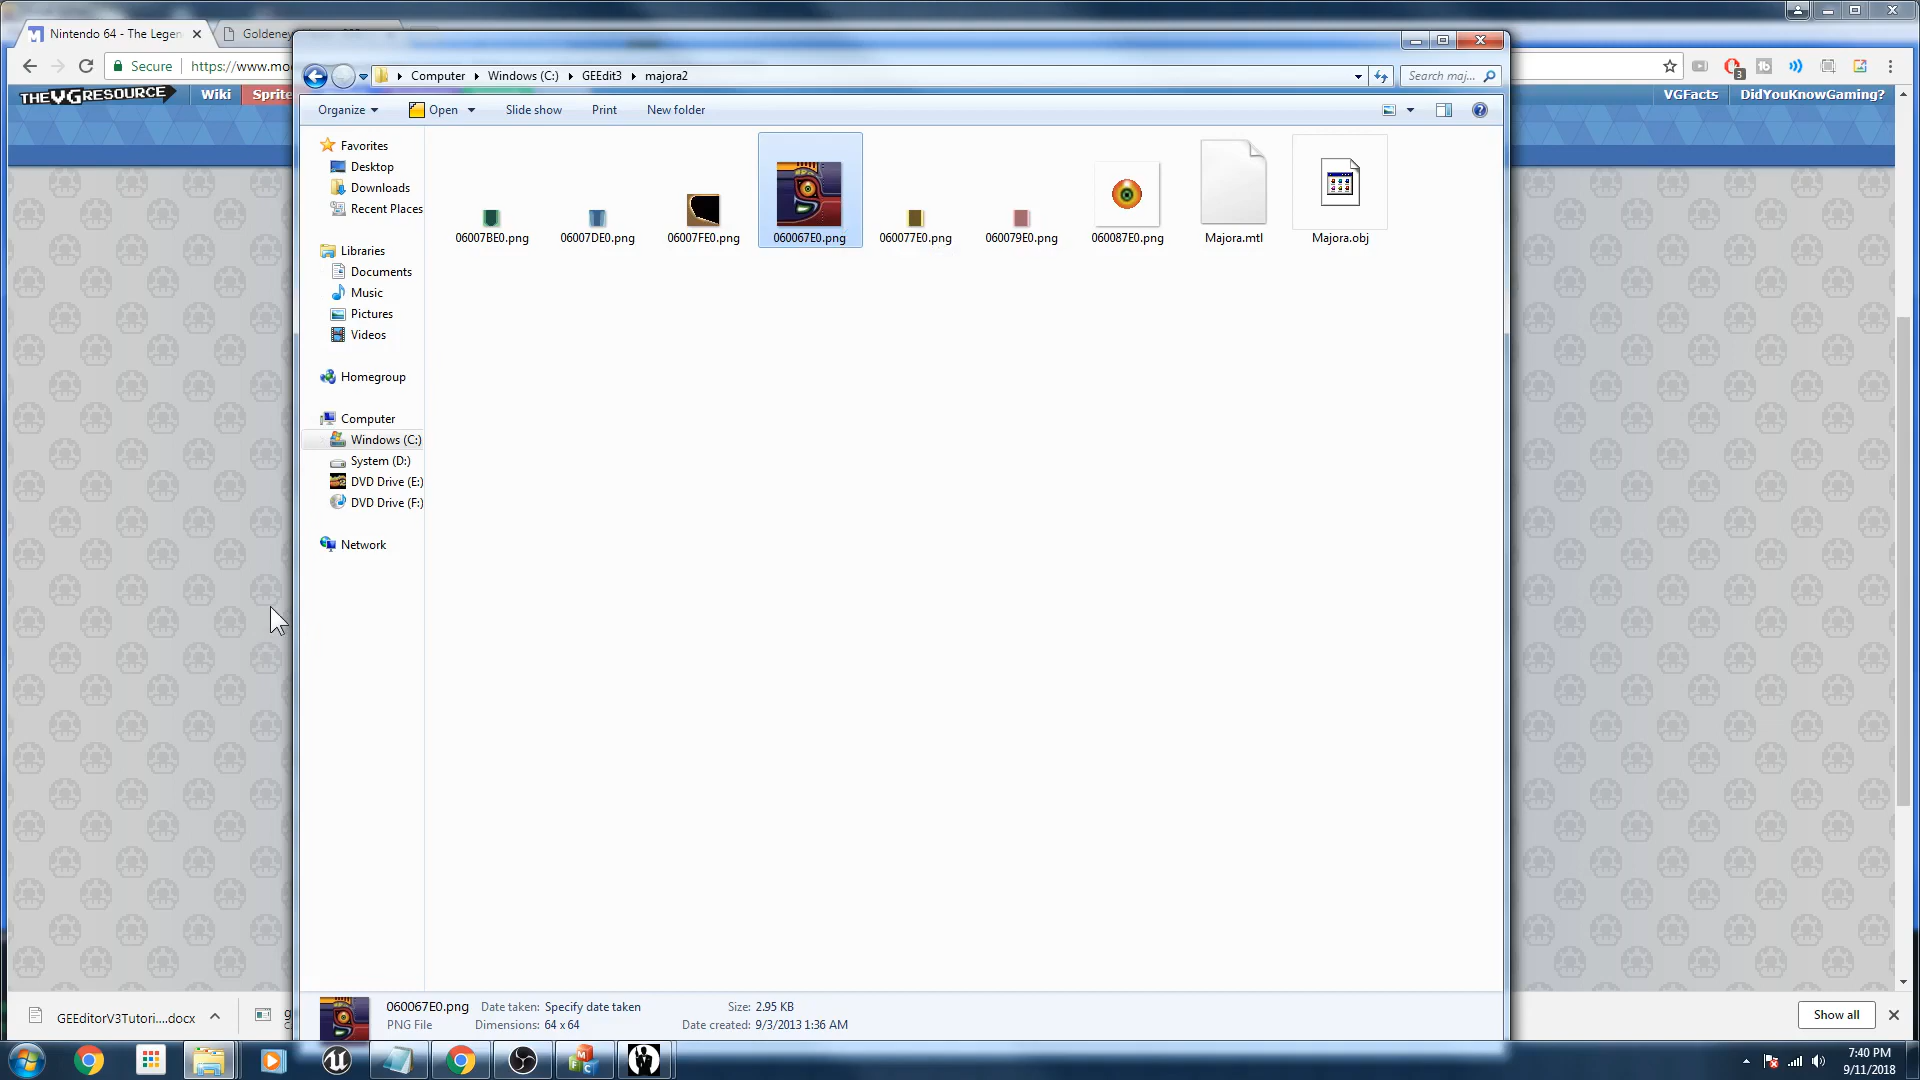 Nintendo 64 - The Legen
Goldeney
Secure
https://www.mod
THE VG RESOURCE
Wiki
Sprite
VGFacts
DidYouKnowGaming?
3
Computer
Windows (C:)
GEEdit3
majora2
Search maj...
Organize
Open
Slide show
Print
New folder
Favorites
Desktop
Downloads
Recent Places
Libraries
Documents
Music
Pictures
Videos
Homegroup
Computer
Windows (C:)
System (D:)
DVD Drive (E:)
DVD Drive (F:)
Network
06007BE0.png
06007DE0.png
06007FE0.png
060067E0.png
060077E0.png
060079E0.png
060087E0.png
Majora.mtl
Majora.obj
060067E0.png
Date taken: Specify date taken
Size: 2.95 KB
PNG File
Dimensions: 64 x 64
Date created: 9/3/2013 1:36 AM
GEEditorV3Tutori....docx
Show all
7:40 PM
9/11/2018